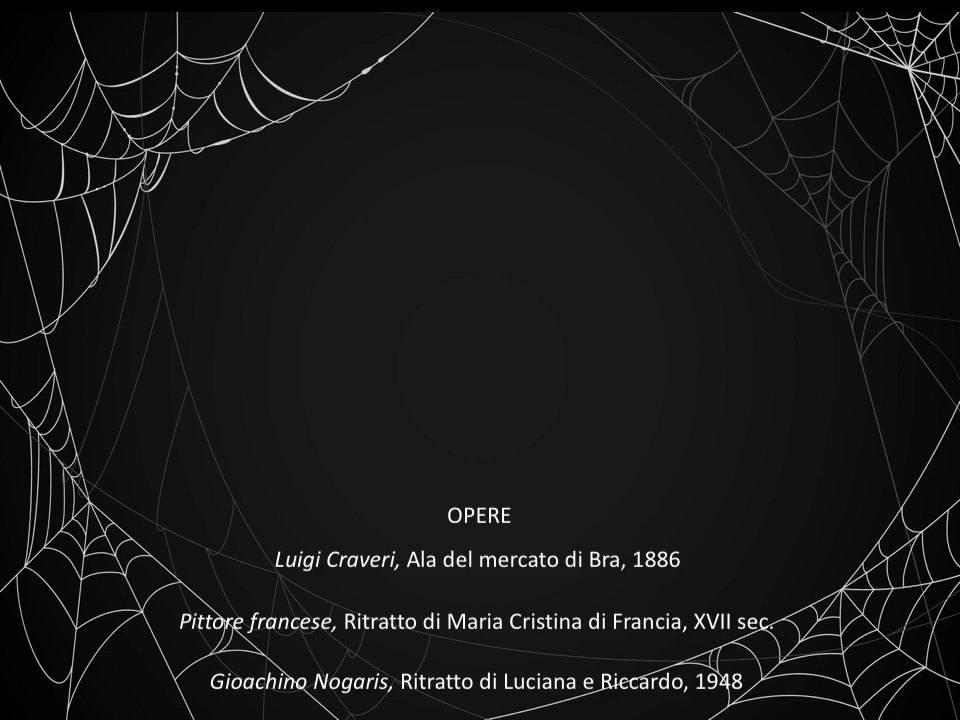 OPERE
Luigi Craveri, Ala del mercato di Bra, 1886
Pittore francese, Ritratto di Maria Cristina di Francia, XVII sec.
Gioachino Nogaris, Ritratto di Luciana e Riccardo, 1948